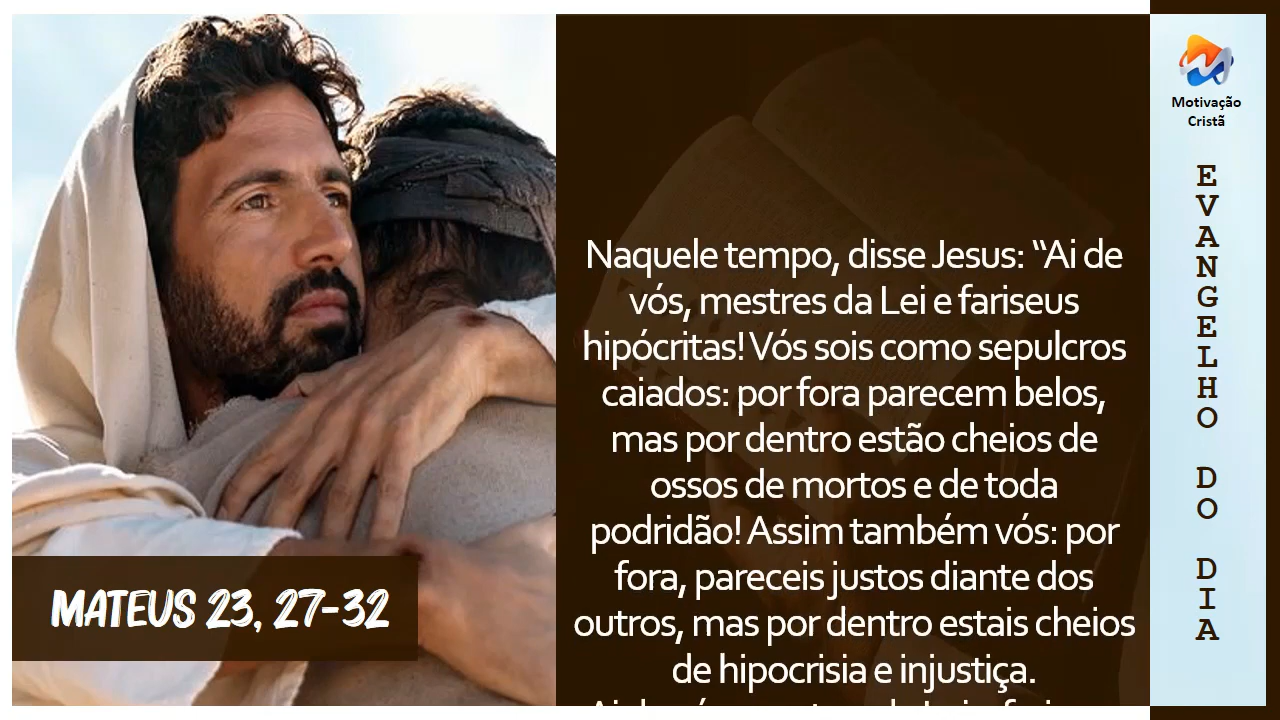 Naquele tempo, disse Jesus: “Ai de
vós, mestres da Lei e fariseus
hipócritas! Vós sois como sepulcros
caiados: por fora parecem belos,
mas por dentro estão cheios de
ossos de mortos e de toda
podridão! Assim também vós: por
fora, pareceis justos diante dos
outros, mas por dentro estais cheios
de hipocrisia e injustiça.
MATEUS 23, 27-32
Motivação
Cristã
EVANGELHO DO DIA